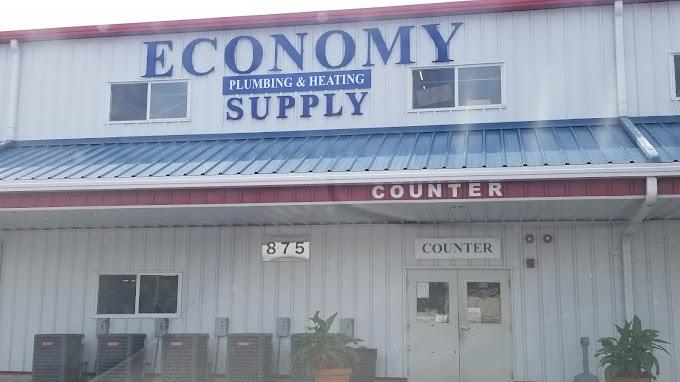 ECONOMY
PLUMBING & HEATING
SUPPLY
COUNTER
875
COUNTER